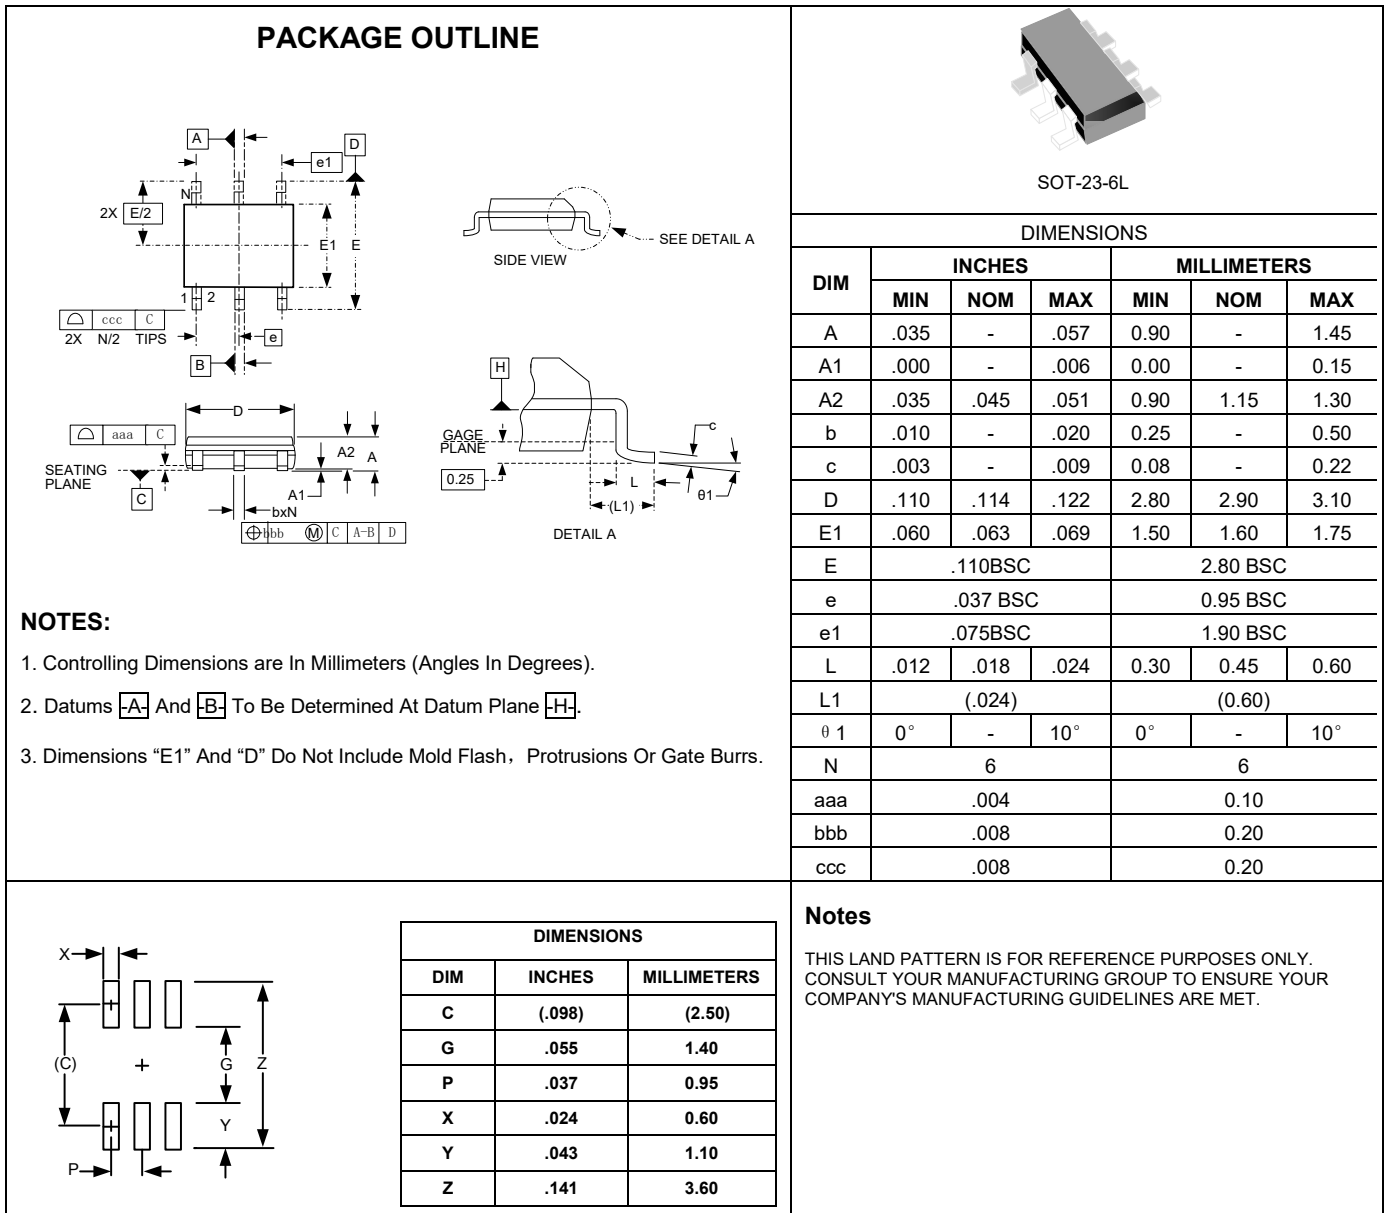 PACKAGE OUTLINE
A
D
e1
N
2X E/2
E1 E
1 2
ccc C
2X N/2 TIPS
e
B
SIDE VIEW
SEE DETAIL A
D
aaa C
A2 A
SEATING
PLANE
C
A1
bxN
bbb M C A-B D
H
GAGE
PLANE
0.25
c
L
(L1)
θ1
DETAIL A
NOTES:
1. Controlling Dimensions are In Millimeters (Angles In Degrees).
2. Datums -A- And -B- To Be Determined At Datum Plane -H-.
3. Dimensions “E1” And “D” Do Not Include Mold Flash，Protrusions Or Gate Burrs.
SOT-23-6L
DIMENSIONS
DIM INCHES MILLIMETERS
MIN NOM MAX MIN NOM MAX
A .035 - .057 0.90 - 1.45
A1 .000 - .006 0.00 - 0.15
A2 .035 .045 .051 0.90 1.15 1.30
b .010 - .020 0.25 - 0.50
c .003 - .009 0.08 - 0.22
D .110 .114 .122 2.80 2.90 3.10
E1 .060 .063 .069 1.50 1.60 1.75
E .110BSC 2.80 BSC
e .037 BSC 0.95 BSC
e1 .075BSC 1.90 BSC
L .012 .018 .024 0.30 0.45 0.60
L1 (.024) (0.60)
θ 1 0° - 10° 0° - 10°
N 6 6
aaa .004 0.10
bbb .008 0.20
ccc .008 0.20
X
(C)
G
Z
Y
P
DIMENSIONS
DIM INCHES MILLIMETERS
C (.098) (2.50)
G .055 1.40
P .037 0.95
X .024 0.60
Y .043 1.10
Z .141 3.60
Notes
THIS LAND PATTERN IS FOR REFERENCE PURPOSES ONLY.
CONSULT YOUR MANUFACTURING GROUP TO ENSURE YOUR
COMPANY'S MANUFACTURING GUIDELINES ARE MET.